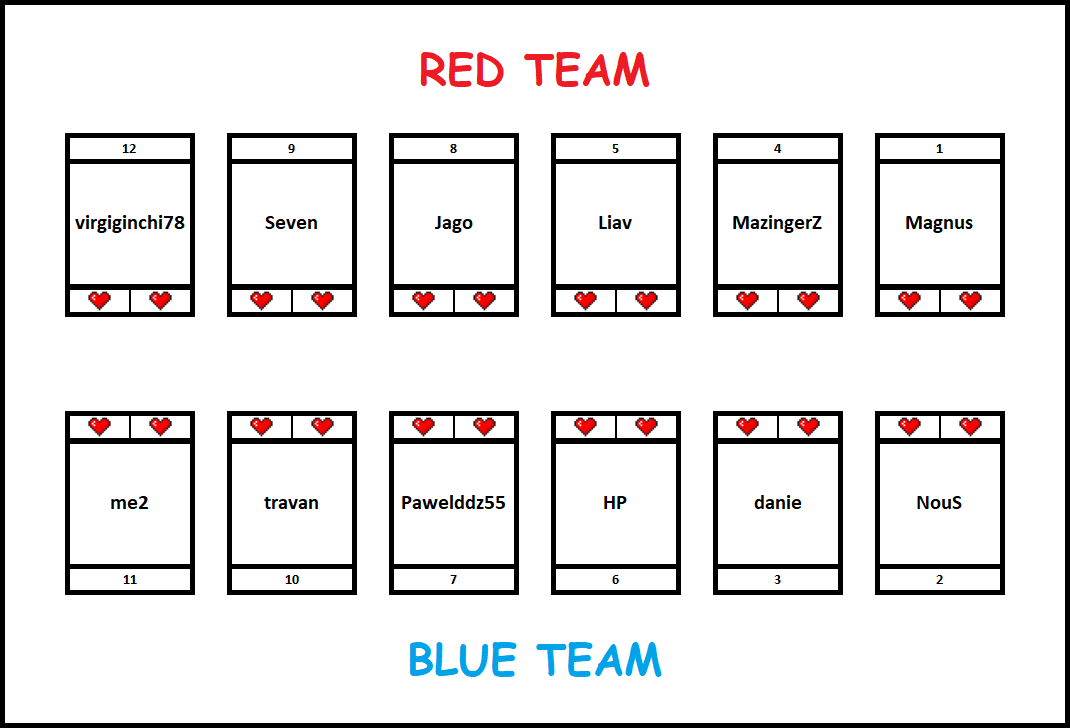 RED TEAM
12 9 8 5 4 1
virgiginchi78 Seven Jago Liav MazingerZ Magnus
me2 travan Pawelddz55 HP danie NouS
11 10 7 6 3 2
BLUE TEAM